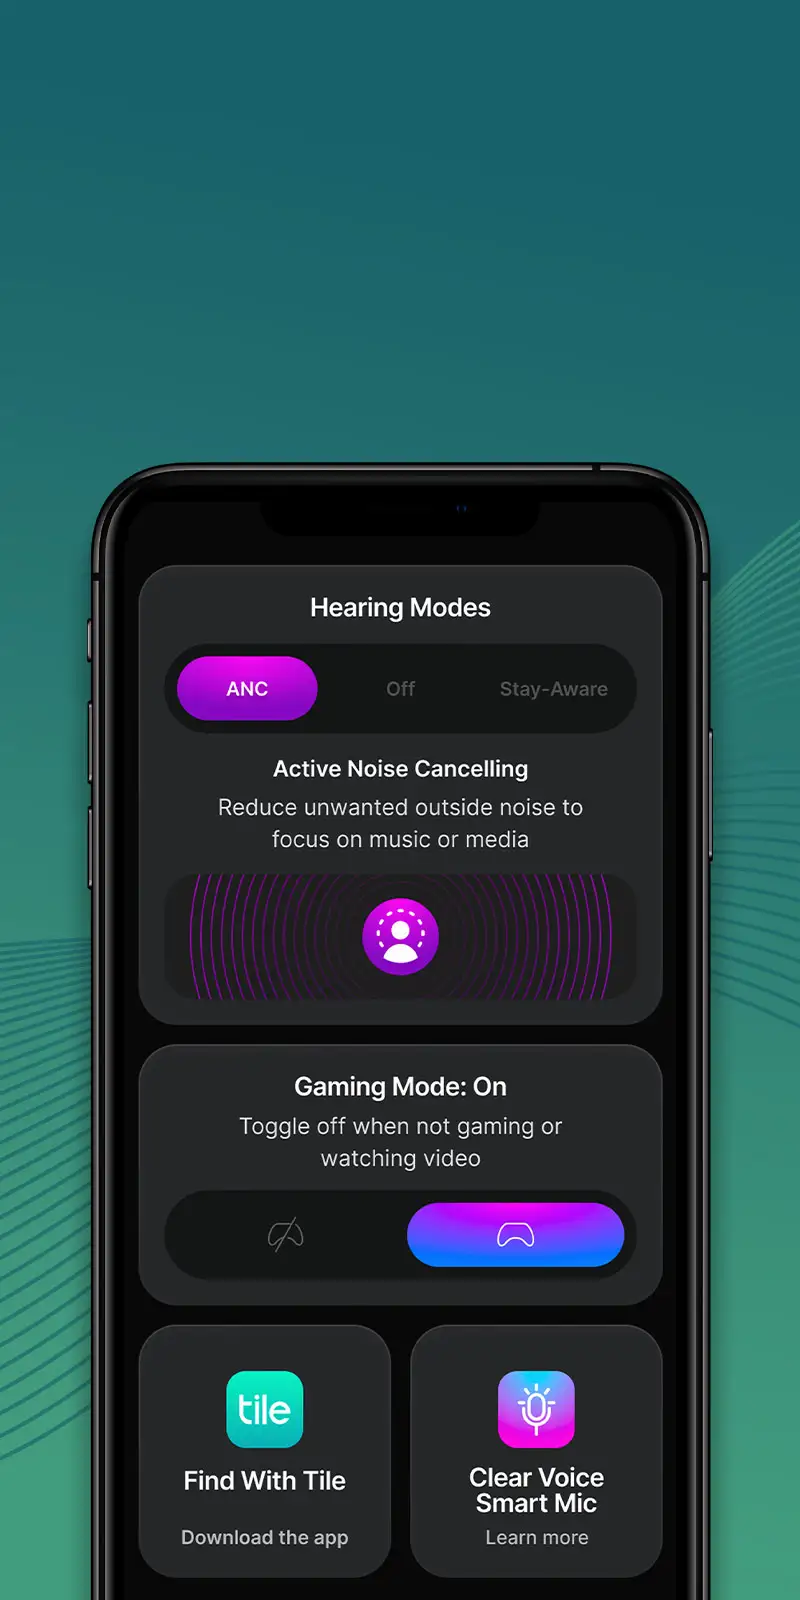 Hearing Modes
ANC Off Stay-Aware
Active Noise Cancelling
Reduce unwanted outside noise to
focus on music or media
Gaming Mode: On
Toggle off when not gaming or
watching video
tile
Find With Tile
Download the app
Clear Voice
Smart Mic
Learn more